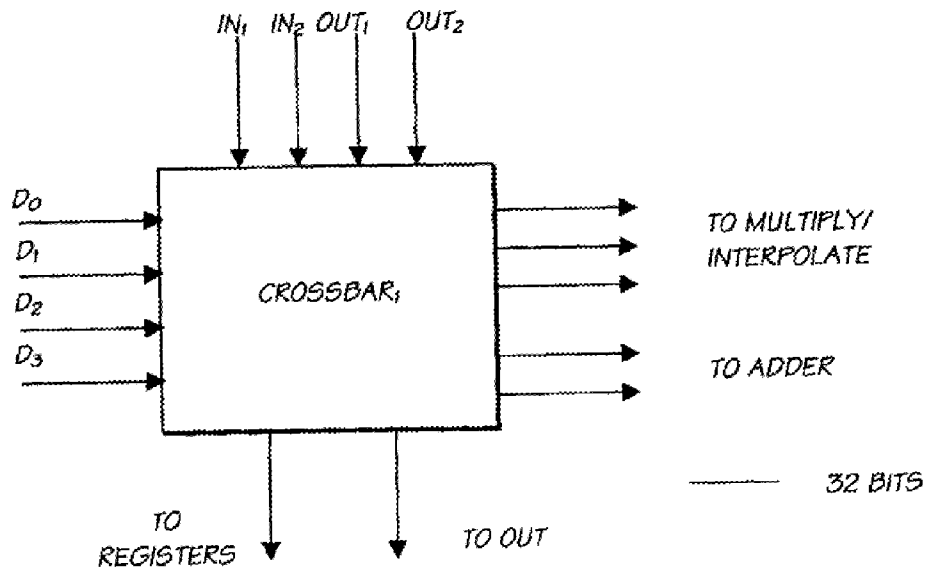 IN₁ IN₂ OUT₁ OUT₂
D₀
D₁
D₂
D₃
CROSSBAR₁
TO MULTIPLY/
INTERPOLATE
TO ADDER
32 BITS
TO
REGISTERS
TO OUT